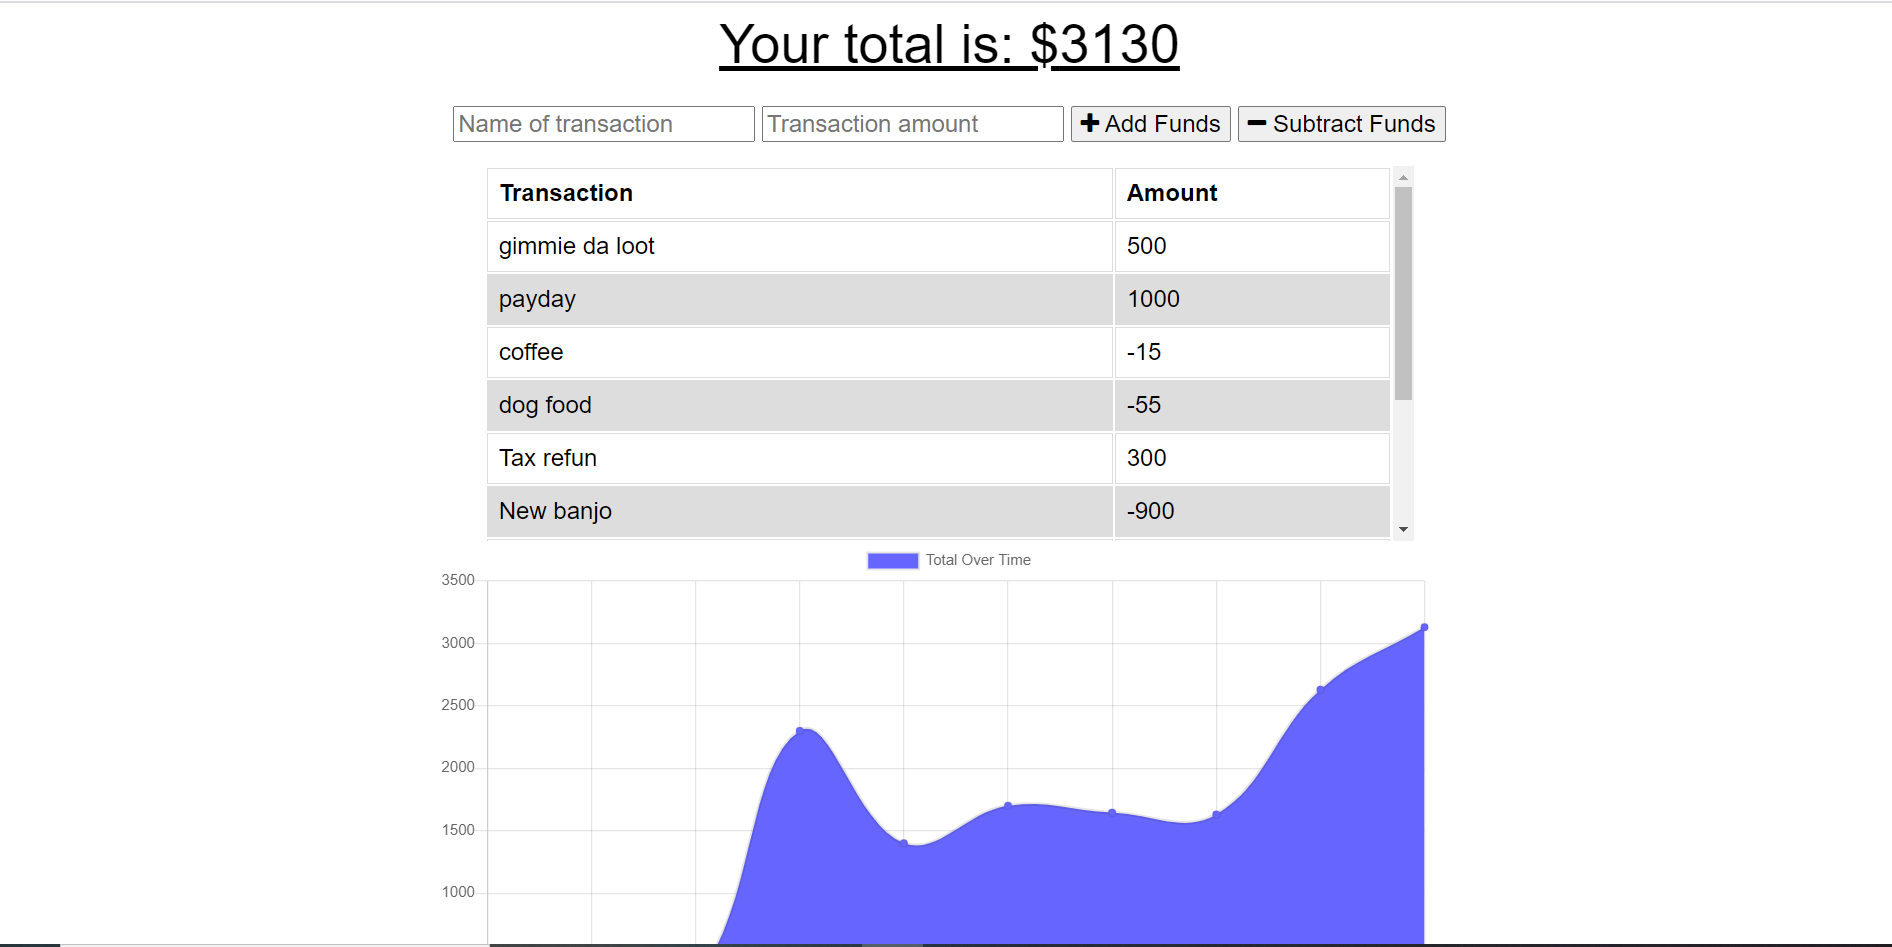 Your total is: $3130
Name of transaction Transaction amount Add Funds Subtract Funds
Transaction Amount
gimmie da loot 500
payday 1000
coffee -15
dog food -55
Tax refun 300
New banjo -900
Total Over Time
3500
3000
2500
2000
1500
1000